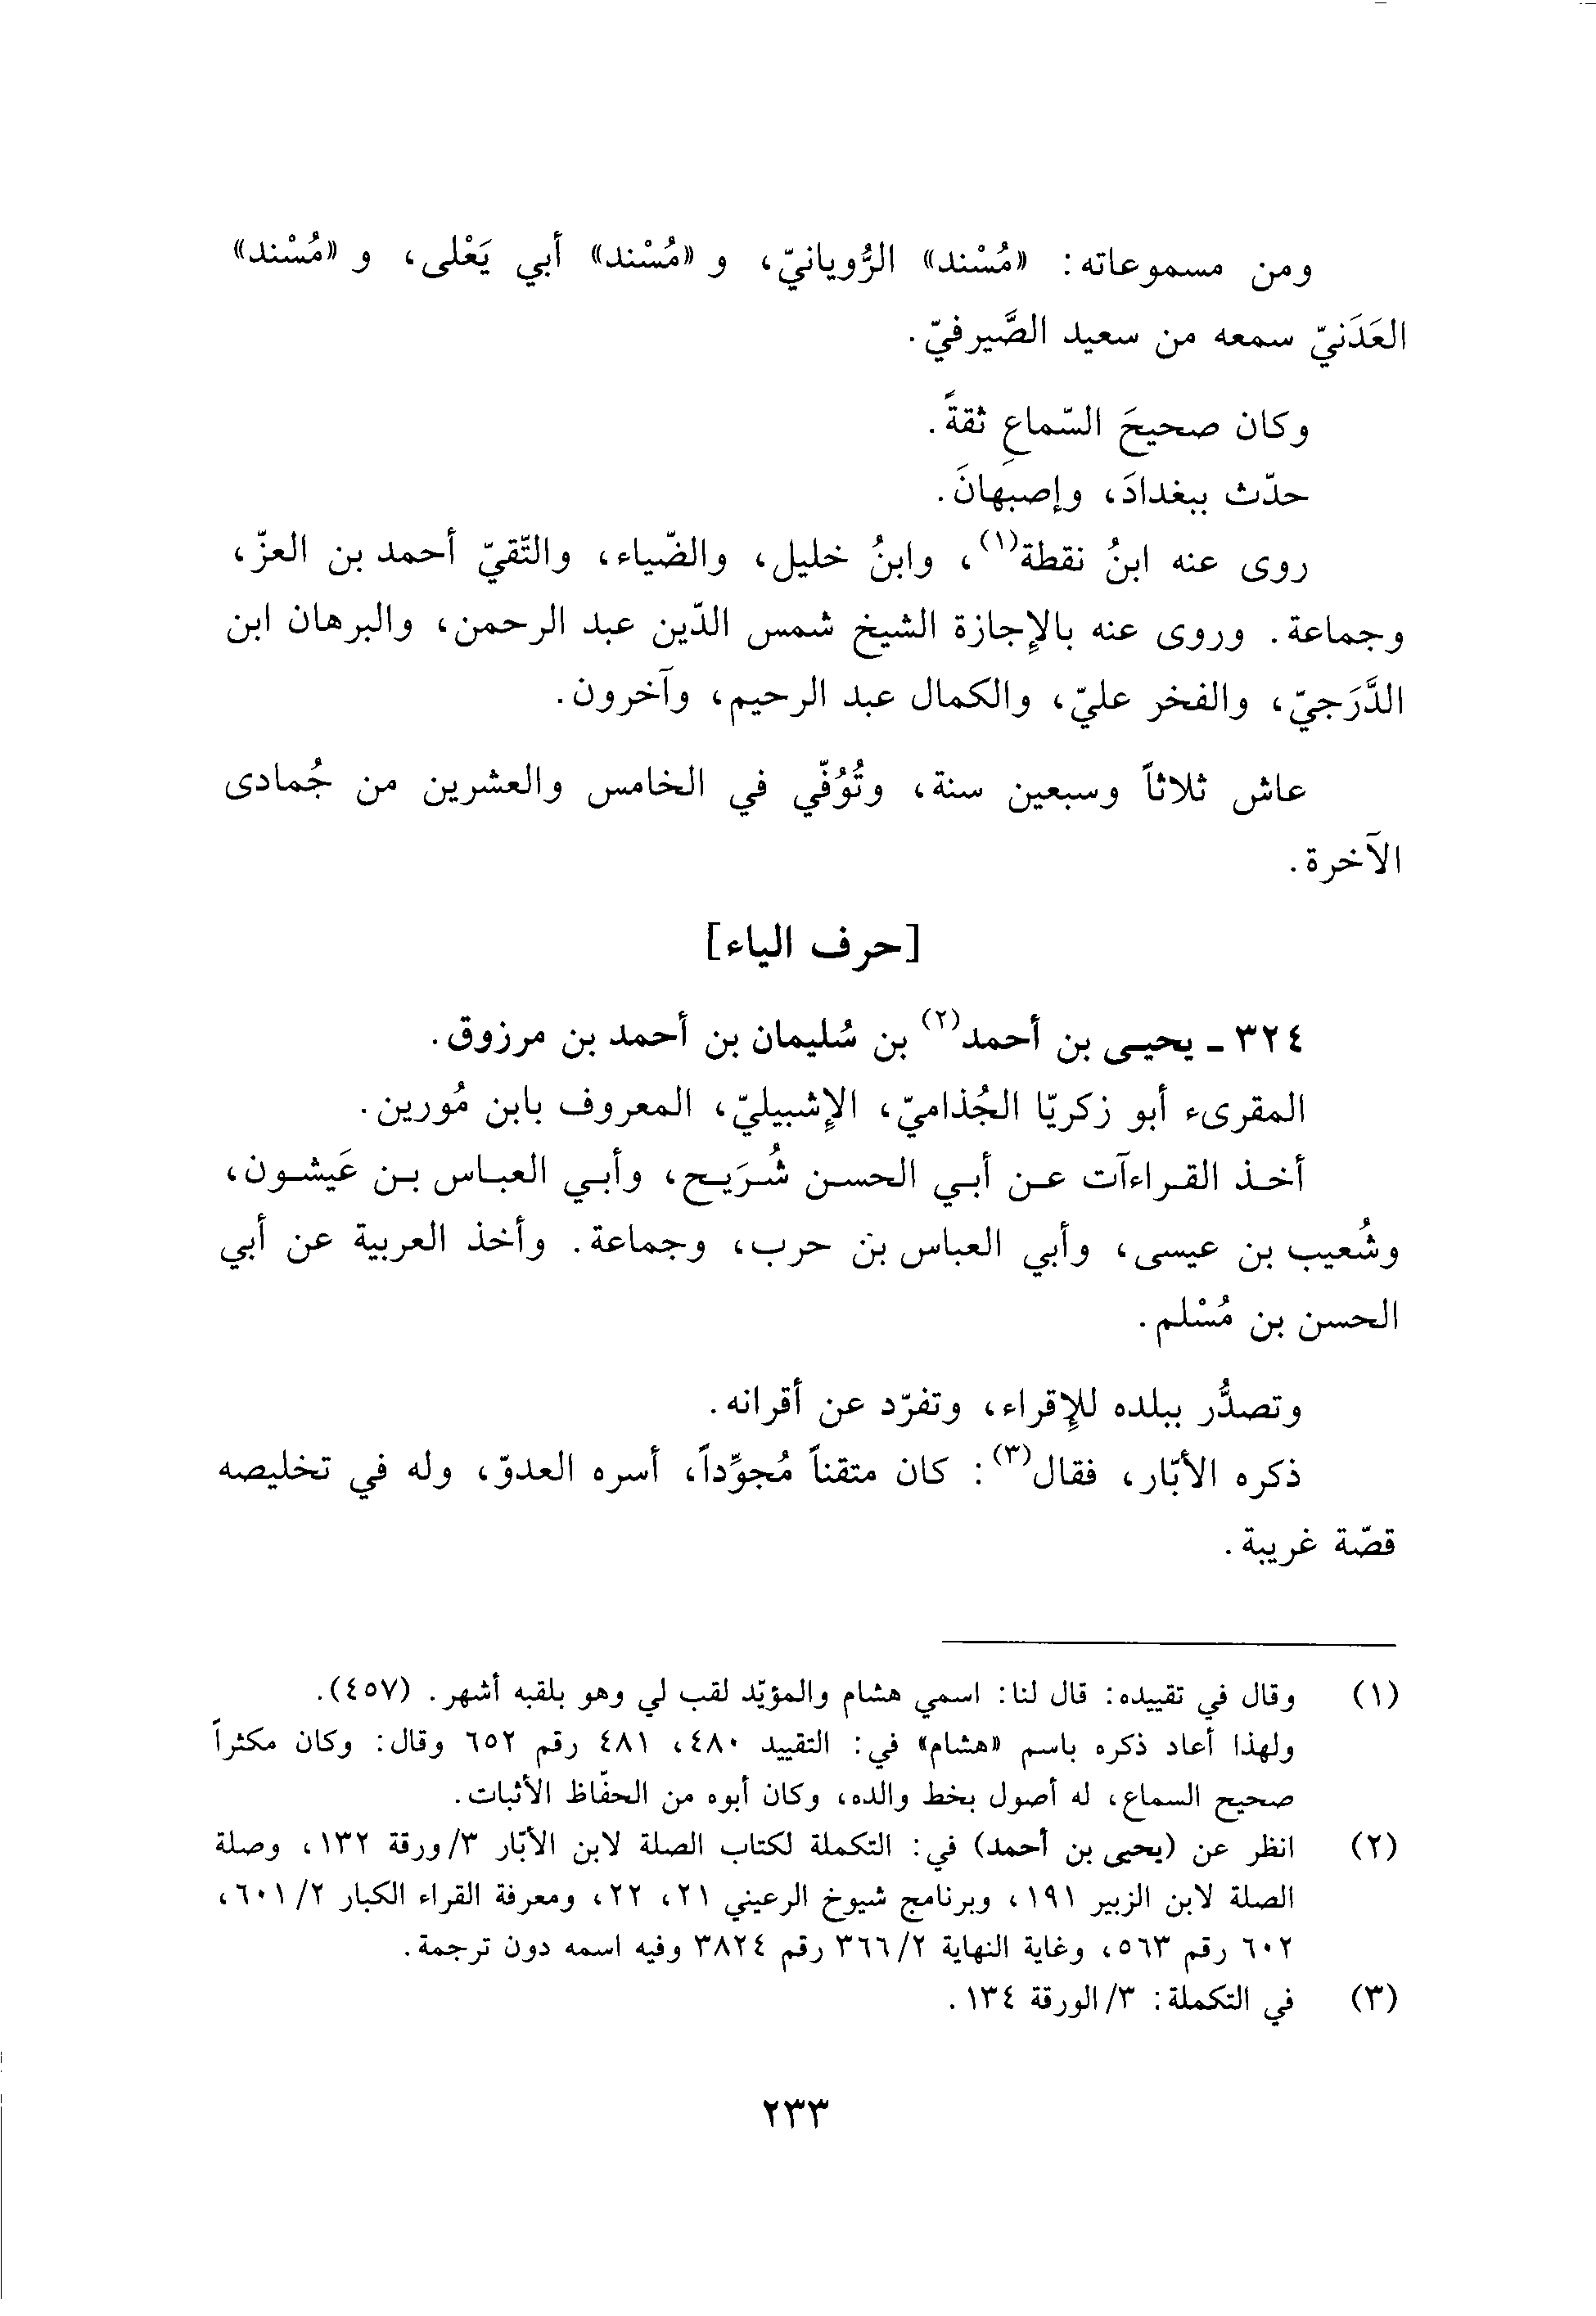 ومن مسموعاته: «مُسْند» الرُّويانيّ، و «مُسْند» أبي يَعْلى، و «مُسْند»
العَدَنيّ سمعه من سعيد الصَّيرفيّ.
وكان صحيحَ السّماعِ ثقةً.
حدّث ببغدادَ، وإصبهانَ.
روى عنه ابنُ نقطة(١)، وابنُ خليل، والضّياء، والتّقيّ أحمد بن العزّ،
وجماعة. وروى عنه بالإِجازة الشيخ شمس الدّين عبد الرحمن، والبرهان ابن
الدَّرَجيّ، والفخر عليّ، والكمال عبد الرحيم، وآخرون.
عاش ثلاثاً وسبعين سنة، وتُوُفّي في الخامس والعشرين من جُمادى
الآخرة.
[حرف الياء]
٣٢٤ - يحيى بن أحمد(٢) بن سُليمان بن أحمد بن مرزوق.
المقرىء أبو زكريّا الجُذاميّ، الإِشبيليّ، المعروف بابن مُورين.
أخذ القراءآت عن أبي الحسن شُرَيح، وأبي العباس بن عَيشون،
وشُعيب بن عيسى، وأبي العباس بن حرب، وجماعة. وأخذ العربية عن أبي
الحسن بن مُسْلم.
وتصدُّر ببلده للإِقراء، وتفرّد عن أقرانه.
ذكره الأبّار، فقال(٣): كان متقناً مُجوِّداً، أسره العدوّ، وله في تخليصه
قصّة غريبة.
(١) وقال في تقييده: قال لنا: اسمي هشام والمؤيّد لقب لي وهو بلقبه أشهر. (٤٥٧).
ولهذا أعاد ذكره باسم «هشام» في: التقييد ٤٨٠، ٤٨١ رقم ٦٥٢ وقال: وكان مكثراً
صحيح السماع، له أصول بخط والده، وكان أبوه من الحفّاظ الأثبات.
(٢) انظر عن (يحيى بن أحمد) في: التكملة لكتاب الصلة لابن الأبّار ٣/ورقة ١٣٢، وصلة
الصلة لابن الزبير ١٩١، وبرنامج شيوخ الرعيني ٢١، ٢٢، ومعرفة القراء الكبار ٢/٦٠١،
٦٠٢ رقم ٥٦٣، وغاية النهاية ٢/٣٦٦ رقم ٣٨٢٤ وفيه اسمه دون ترجمة.
(٣) في التكملة: ٣/الورقة ١٣٤.
٢٣٣